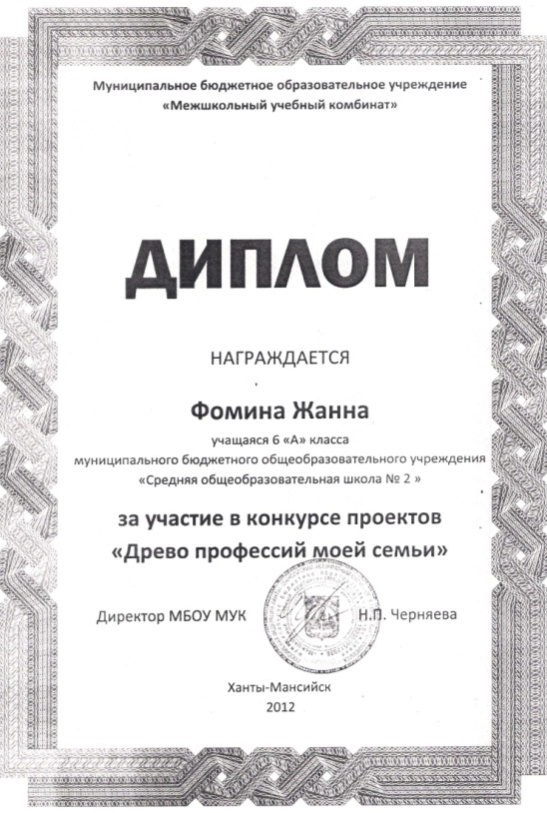 Муниципальное бюджетное образовательное учреждение
«Межшкольный учебный комбинат»
ДИПЛОМ
НАГРАЖДАЕТСЯ
Фомина Жанна
учащаяся 6 «А» класса
муниципального бюджетного общеобразовательного учреждения
«Средняя общеобразовательная школа № 2 »
за участие в конкурсе проектов
«Древо профессий моей семьи»
Директор МБОУ МУК Н.П. Черняева
Ханты-Мансийск
2012